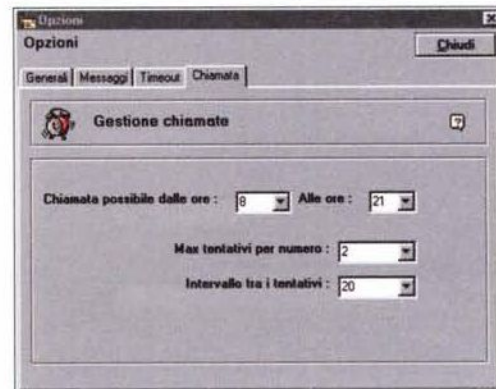 Opzioni
Opzioni
Chiudi
Generali Messaggi Timeout Chiamata
Gestione chiamate ?
Chiamata possibile dalle ore : 8 Alle ore : 21
Max tentativi per numero : 2
Intervallo tra i tentativi : 20